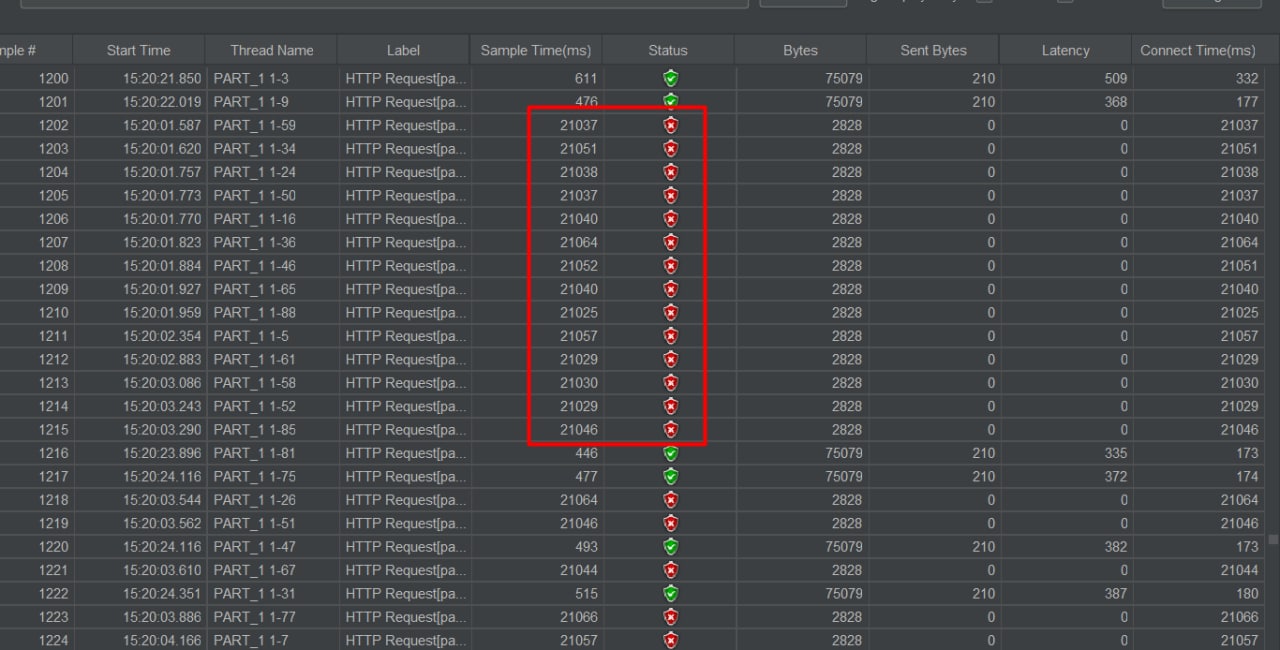 mple # Start Time Thread Name Label Sample Time(ms) Status Bytes Sent Bytes Latency Connect Time(ms)
1200 15:20:21.850 PART_1 1-3 HTTP Request[pa... 611 75079 210 509 332
1201 15:20:22.019 PART_1 1-9 HTTP Request[pa... 476 75079 210 368 177
1202 15:20:01.587 PART_1 1-59 HTTP Request[pa... 21037 2828 0 0 21037
1203 15:20:01.620 PART_1 1-34 HTTP Request[pa... 21051 2828 0 0 21051
1204 15:20:01.757 PART_1 1-24 HTTP Request[pa... 21038 2828 0 0 21038
1205 15:20:01.773 PART_1 1-50 HTTP Request[pa... 21037 2828 0 0 21037
1206 15:20:01.770 PART_1 1-16 HTTP Request[pa... 21040 2828 0 0 21040
1207 15:20:01.823 PART_1 1-36 HTTP Request[pa... 21064 2828 0 0 21064
1208 15:20:01.884 PART_1 1-46 HTTP Request[pa... 21052 2828 0 0 21051
1209 15:20:01.927 PART_1 1-65 HTTP Request[pa... 21040 2828 0 0 21040
1210 15:20:01.959 PART_1 1-88 HTTP Request[pa... 21025 2828 0 0 21025
1211 15:20:02.354 PART_1 1-5 HTTP Request[pa... 21057 2828 0 0 21057
1212 15:20:02.883 PART_1 1-61 HTTP Request[pa... 21029 2828 0 0 21029
1213 15:20:03.086 PART_1 1-58 HTTP Request[pa... 21030 2828 0 0 21030
1214 15:20:03.243 PART_1 1-52 HTTP Request[pa... 21029 2828 0 0 21029
1215 15:20:03.290 PART_1 1-85 HTTP Request[pa... 21046 2828 0 0 21046
1216 15:20:23.896 PART_1 1-81 HTTP Request[pa... 446 75079 210 335 173
1217 15:20:24.116 PART_1 1-75 HTTP Request[pa... 477 75079 210 372 174
1218 15:20:03.544 PART_1 1-26 HTTP Request[pa... 21064 2828 0 0 21064
1219 15:20:03.562 PART_1 1-51 HTTP Request[pa... 21046 2828 0 0 21046
1220 15:20:24.116 PART_1 1-47 HTTP Request[pa... 493 75079 210 382 173
1221 15:20:03.610 PART_1 1-67 HTTP Request[pa... 21044 2828 0 0 21044
1222 15:20:24.351 PART_1 1-31 HTTP Request[pa... 515 75079 210 387 180
1223 15:20:03.886 PART_1 1-77 HTTP Request[pa... 21066 2828 0 0 21066
1224 15:20:04.166 PART_1 1-7 HTTP Request[pa... 21057 2828 0 0 21057